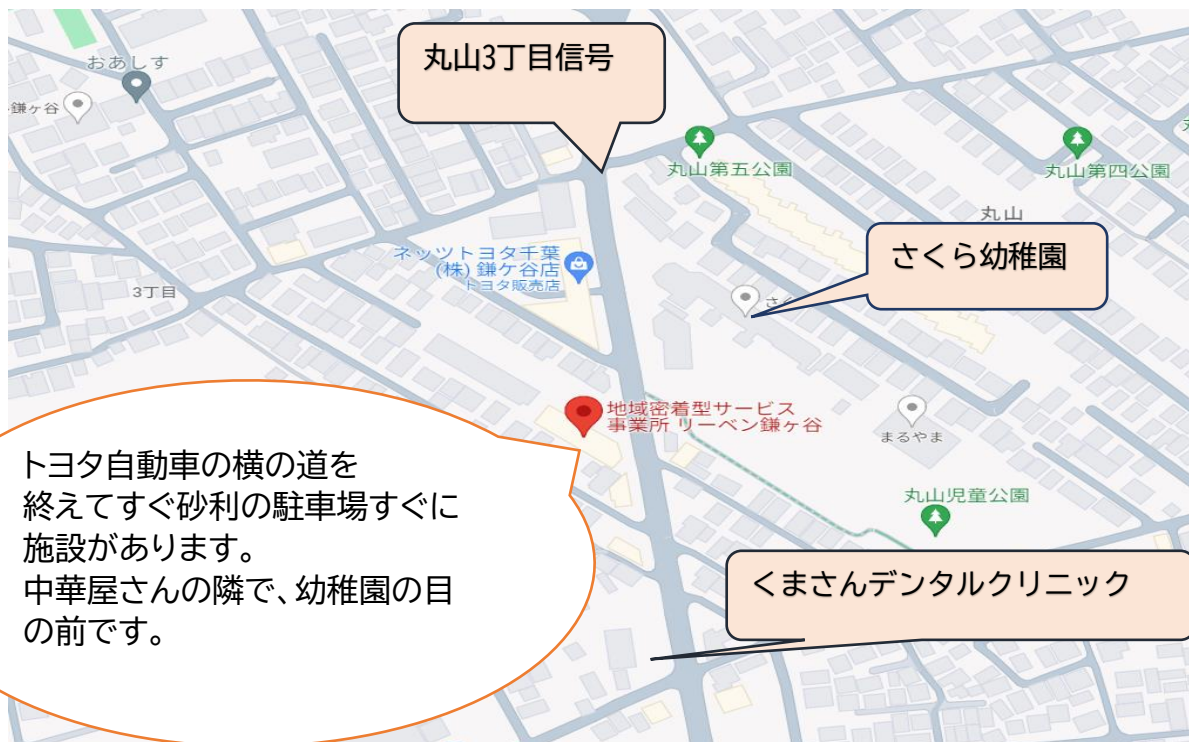 丸山3丁目信号
おあしす
鎌ヶ谷
丸山第五公園
丸山第四公園
丸山
さくら幼稚園
ネッツトヨタ千葉
(株) 鎌ケ谷店
トヨタ販売店
3丁目
さく
地域密着型サービス
事業所 リーベン鎌ヶ谷
まるやま
トヨタ自動車の横の道を
終えてすぐ砂利の駐車場すぐに
施設があります。
中華屋さんの隣で、幼稚園の目
の前です。
丸山児童公園
くまさんデンタルクリニック